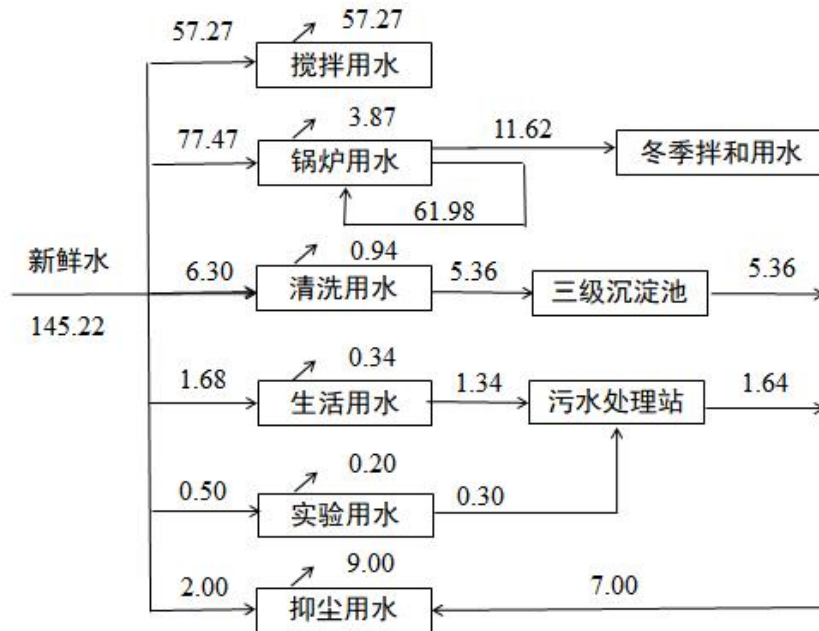 57.27
57.27
搅拌用水
3.87
11.62
77.47
锅炉用水
冬季拌和用水
61.98
新鲜水
0.94
6.30
清洗用水
5.36
三级沉淀池
5.36
145.22
0.34
1.68
生活用水
1.34
污水处理站
1.64
0.20
0.50
实验用水
0.30
9.00
2.00
抑尘用水
7.00